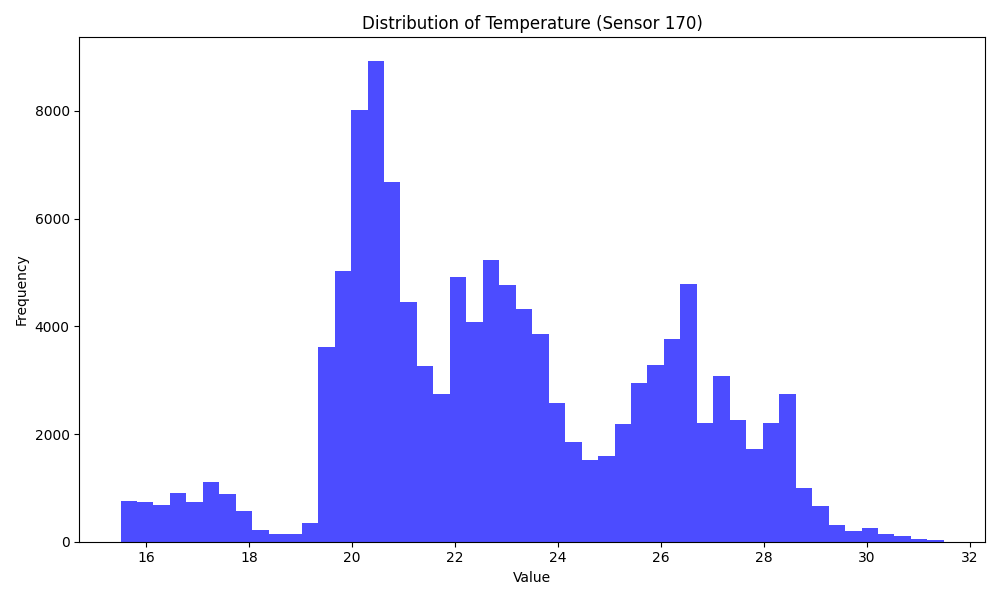 Distribution of Temperature (Sensor 170)
Frequency
8000
6000
4000
2000
0
16 18 20 22 24 26 28 30 32
Value